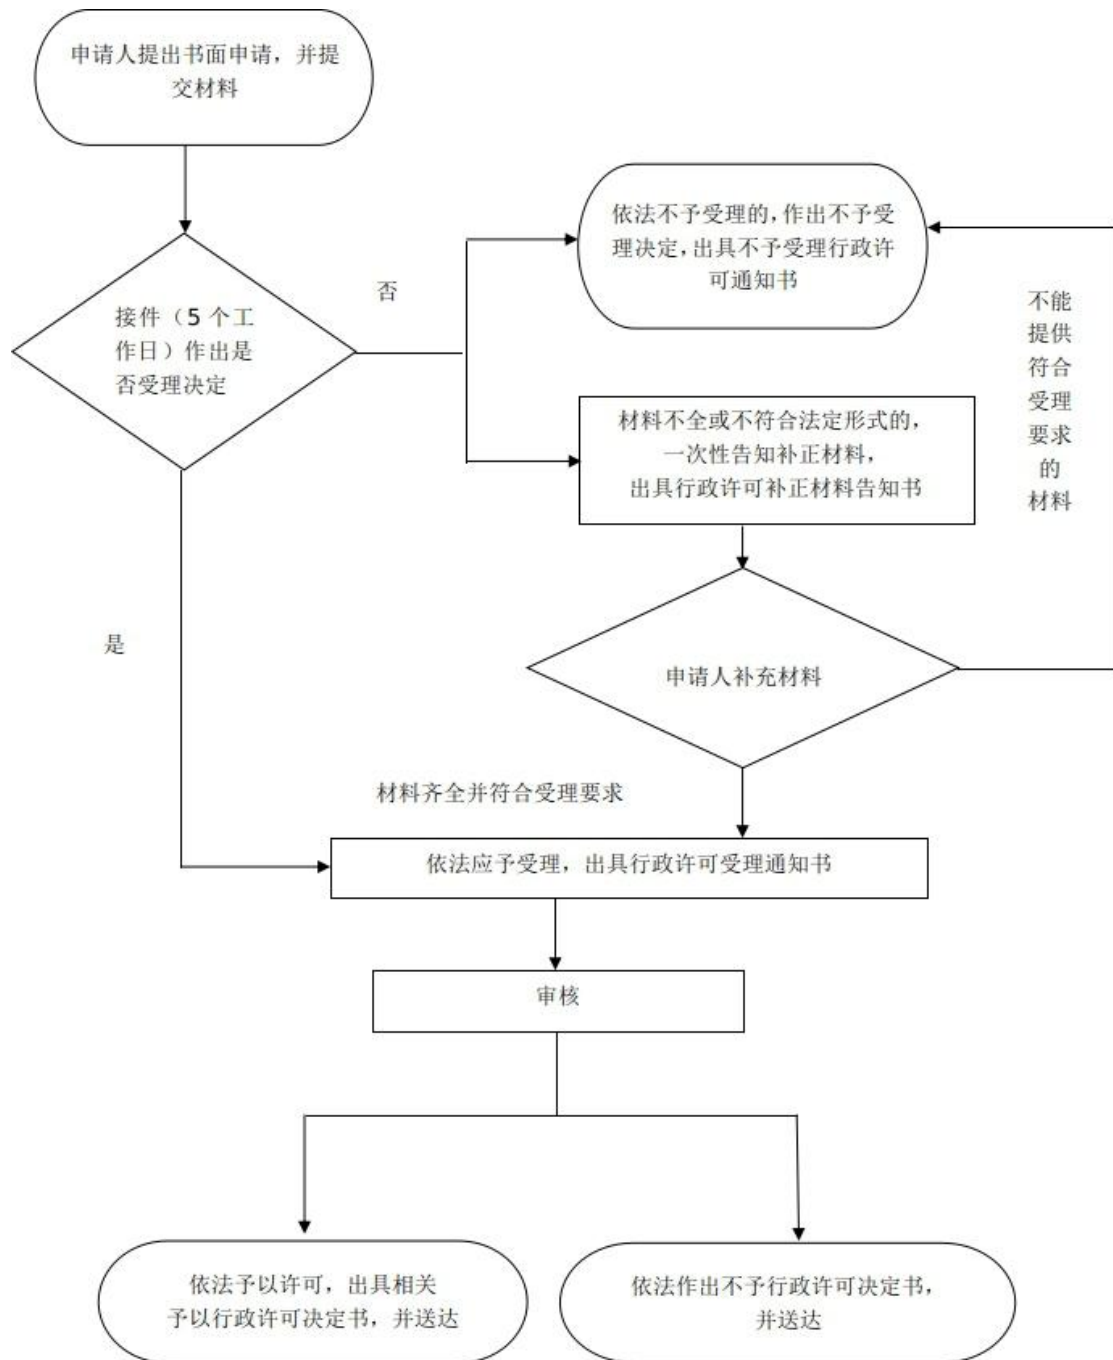 申请人提出书面申请，并提
交材料
依法不予受理的，作出不予受
理决定，出具不予受理行政许
可通知书
否
接件（5 个工
作日）作出是
否受理决定
不能
提供
符合
受理
要求
的
材料
材料不全或不符合法定形式的，
一次性告知补正材料，
出具行政许可补正材料告知书
是
申请人补充材料
材料齐全并符合受理要求
依法应予受理，出具行政许可受理通知书
审核
依法予以许可，出具相关
予以行政许可决定书，并送达
依法作出不予行政许可决定书，
并送达